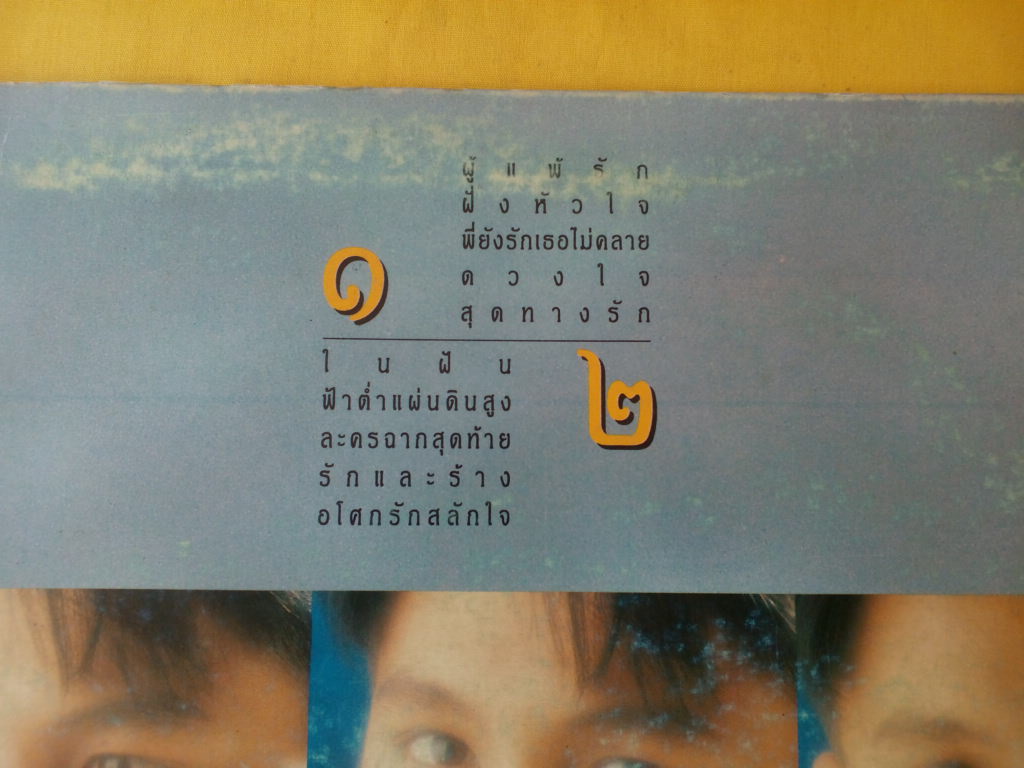 ผู้แพ้รัก
ฝั่งหัวใจ
พี่ยังรักเธอไม่คลาย
ดวงใจ
สุดทางรัก
๑
ในฝัน
ฟ้าต่ำแผ่นดินสูง
ละครฉากสุดท้าย
รักและร้าง
อโศกรักสลักใจ
๒